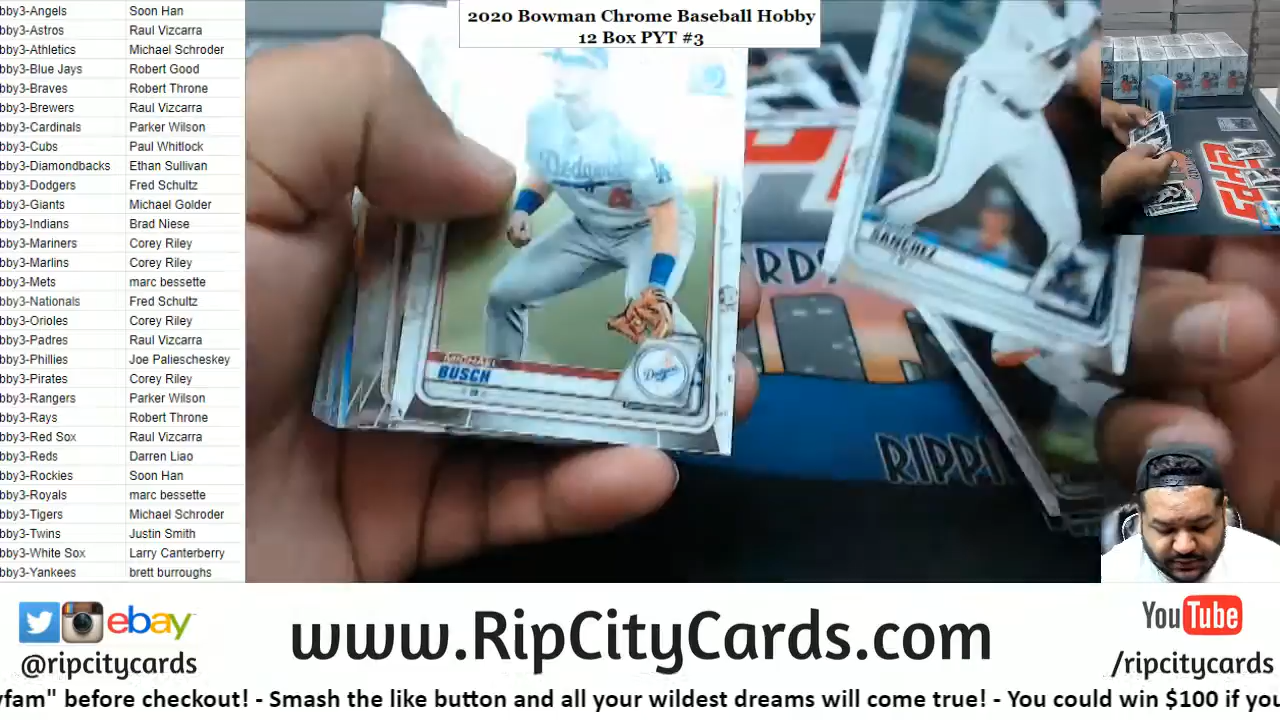 2020 Bowman Chrome Baseball Hobby
12 Box PYT #3
bby3-Angels Soon Han
bby3-Astros Raul Vizcarra
bby3-Athletics Michael Schroder
bby3-Blue Jays Robert Good
bby3-Braves Robert Throne
bby3-Brewers Raul Vizcarra
bby3-Cardinals Parker Wilson
bby3-Cubs Paul Whitlock
bby3-Diamondbacks Ethan Sullivan
bby3-Dodgers Fred Schultz
bby3-Giants Michael Golder
bby3-Indians Brad Niese
bby3-Mariners Corey Riley
bby3-Marlins Corey Riley
bby3-Mets marc bessette
bby3-Nationals Fred Schultz
bby3-Orioles Corey Riley
bby3-Padres Raul Vizcarra
bby3-Phillies Joe Paliescheskey
bby3-Pirates Corey Riley
bby3-Rangers Parker Wilson
bby3-Rays Robert Throne
bby3-Red Sox Raul Vizcarra
bby3-Reds Darren Liao
bby3-Rockies Soon Han
bby3-Royals marc bessette
bby3-Tigers Michael Schroder
bby3-Twins Justin Smith
bby3-White Sox Larry Canterberry
bby3-Yankees brett burroughs
Dodgers
MICHAEL
BUSCH
Dodgers
SANCHEZ
RDS
RIPPI
ebay
@ripcitycards
www.RipCityCards.com
YouTube
/ripcitycards
yfam" before checkout! - Smash the like button and all your wildest dreams will come true! - You could win $100 if you